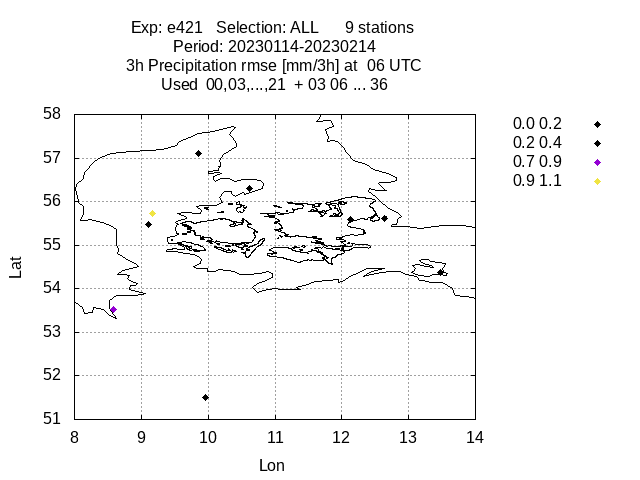 Exp: e421 Selection: ALL 9 stations
Period: 20230114-20230214
3h Precipitation rmse [mm/3h] at 06 UTC
Used 00,03,...,21 + 03 06 ... 36
0.0 0.2
0.2 0.4
0.7 0.9
0.9 1.1
58
57
56
55
54
53
52
51
Lat
8 9 10 11 12 13 14
Lon